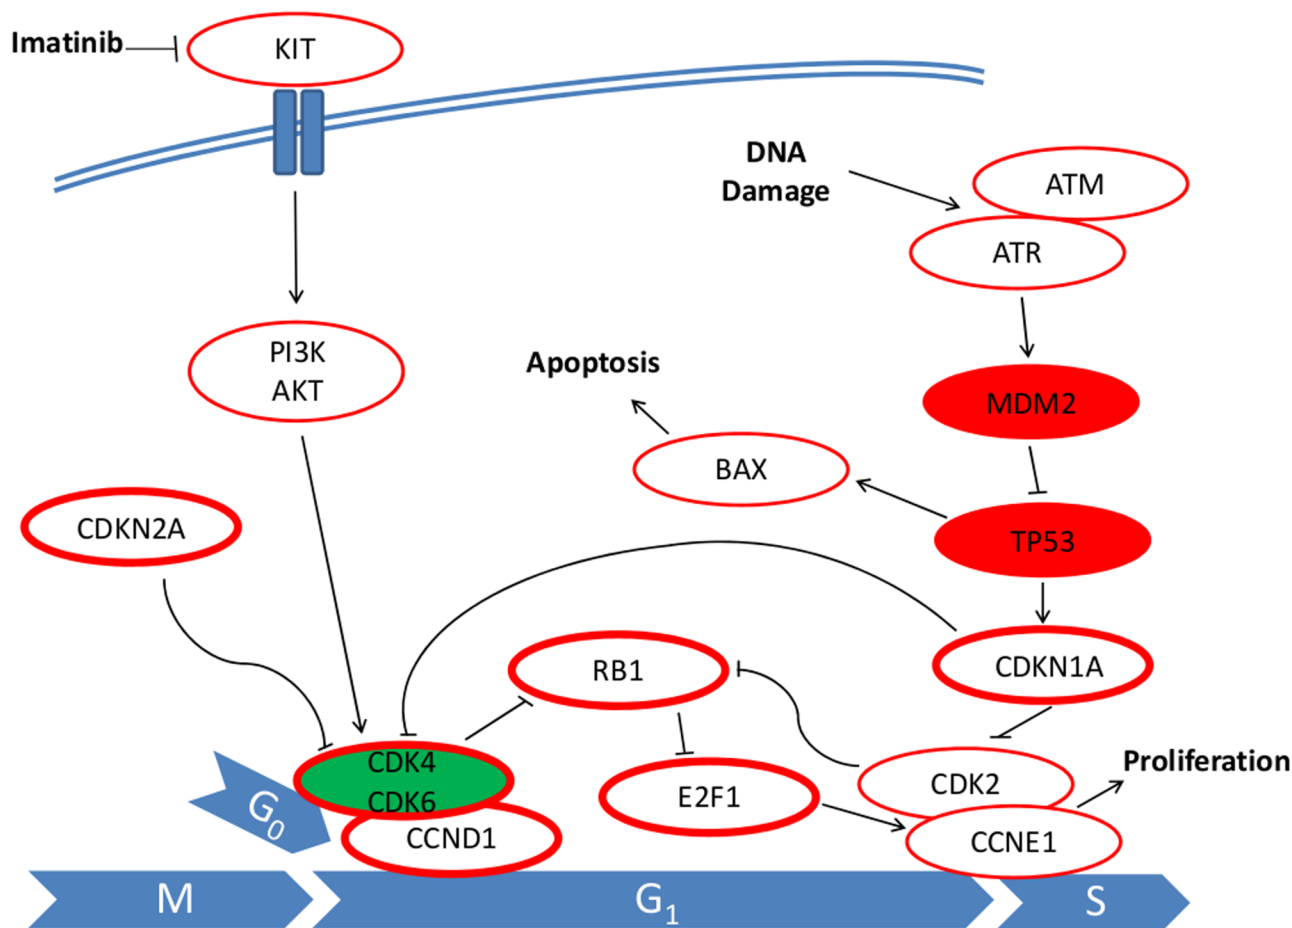 Imatinib
KIT
DNA
Damage
ATM
ATR
PI3K
AKT
Apoptosis
MDM2
BAX
CDKN2A
TP53
RB1
CDKN1A
CDK4
CDK6
CCND1
E2F1
CDK2
CCNE1
Proliferation
G0
M
G1
S